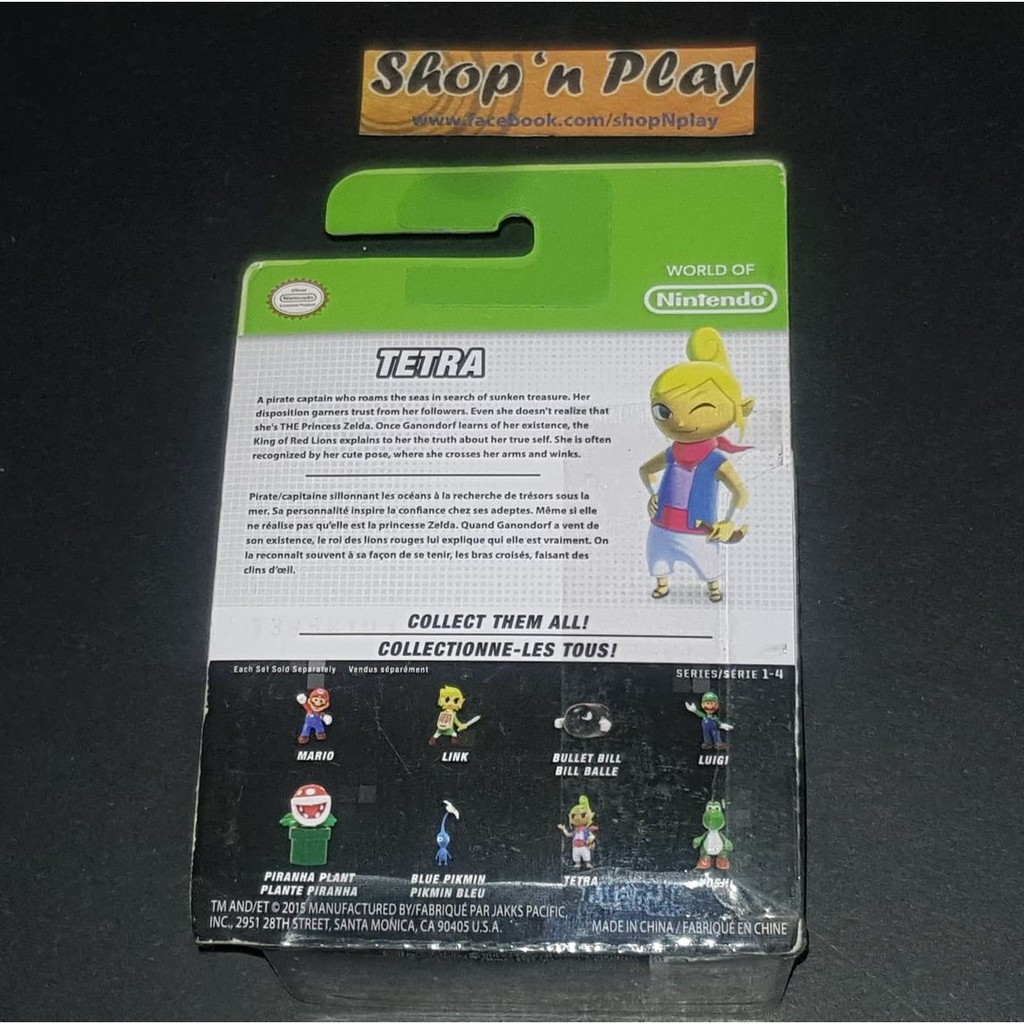 Shop 'n Play
www.facebook.com/shopNplay
WORLD OF
Nintendo
Official
Nintendo
Licensed Product
TETRA
A pirate captain who roams the seas in search of sunken treasure. Her
disposition garners trust from her followers. Even she doesn't realize that
she's THE Princess Zelda. Once Ganondorf learns of her existence, the
King of Red Lions explains to her the truth about her true self. She is often
recognized by her cute pose, where she crosses her arms and winks.
Pirate/capitaine sillonnant les océans à la recherche de trésors sous la
mer. Sa personnalité inspire la confiance chez ses adeptes. Même si elle
ne réalise pas qu'elle est la princesse Zelda. Quand Ganondorf a vent de
son existence, le roi des lions rouges lui explique qui elle est vraiment. On
la reconnaît souvent à sa façon de se tenir, les bras croisés, faisant des
clins d'œil.
COLLECT THEM ALL!
COLLECTIONNE-LES TOUS!
Each Set Sold Separately Vendus séparément
SERIES/SÉRIE 1-4
MARIO
LINK
BULLET BILL
BILL BALLE
LUIGI
PIRANHA PLANT
PLANTE PIRANHA
BLUE PIKMIN
PIKMIN BLEU
TETRA
YOSHI
TM AND/ET © 2015 MANUFACTURED BY/FABRIQUÉ PAR JAKKS PACIFIC,
INC., 2951 28TH STREET, SANTA MONICA, CA 90405 U.S.A.
MADE IN CHINA / FABRIQUÉ EN CHINE